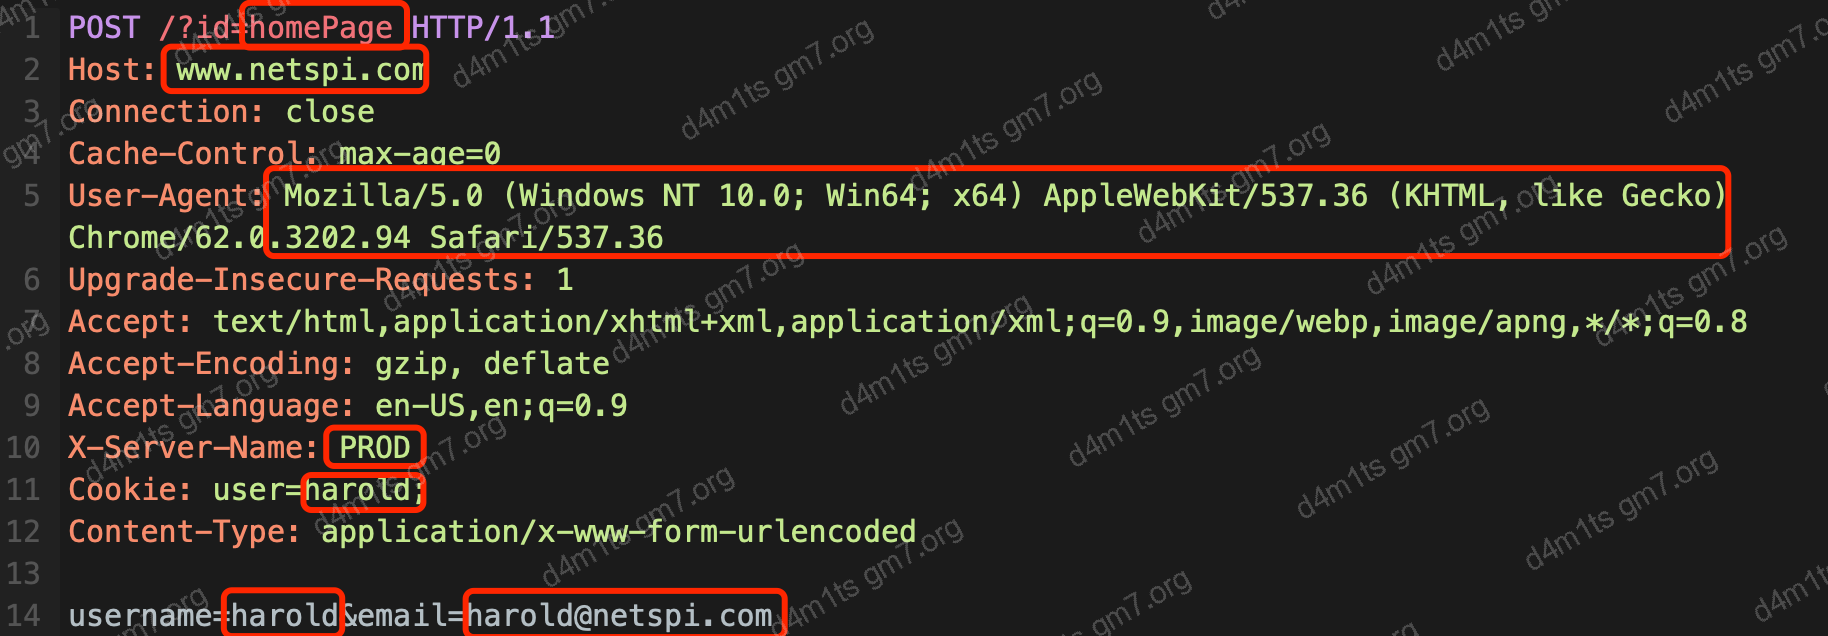 1 POST /?id=homePage HTTP/1.1
2 Host: www.netspi.com
3 Connection: close
4 Cache-Control: max-age=0
5 User-Agent: Mozilla/5.0 (Windows NT 10.0; Win64; x64) AppleWebKit/537.36 (KHTML, like Gecko)
Chrome/62.0.3202.94 Safari/537.36
6 Upgrade-Insecure-Requests: 1
7 Accept: text/html,application/xhtml+xml,application/xml;q=0.9,image/webp,image/apng,*/*;q=0.8
8 Accept-Encoding: gzip, deflate
9 Accept-Language: en-US,en;q=0.9
10 X-Server-Name: PROD
11 Cookie: user=harold;
12 Content-Type: application/x-www-form-urlencoded
13
14 username=harold&email=harold@netspi.com
d4m1ts gm7.org